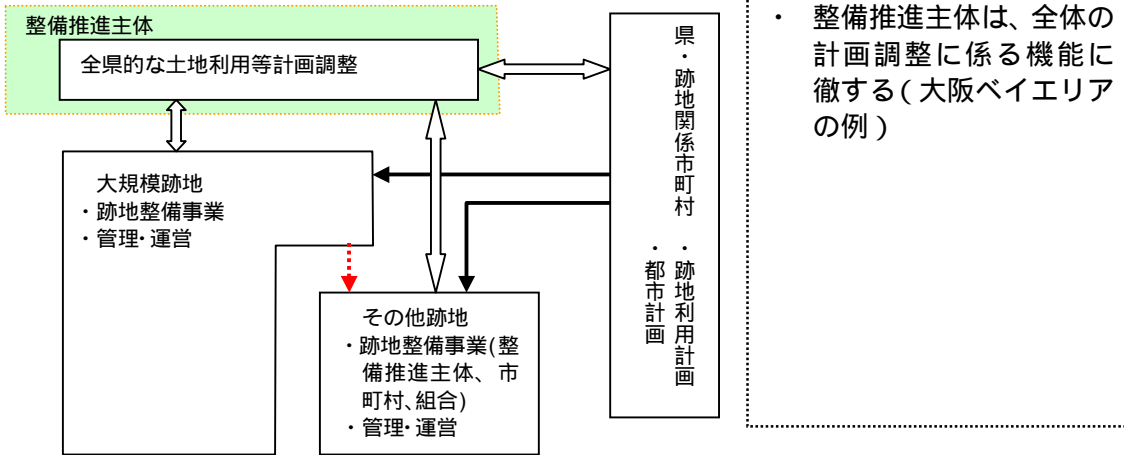 整備推進主体
全県的な土地利用等計画調整
大規模跡地
・跡地整備事業
・管理・運営
その他跡地
・跡地整備事業(整
備推進主体、市
町村、組合)
・管理・運営
県・跡地関係市町村
・跡地利用計画
・都市計画
・ 整備推進主体は、全体の
計画調整に係る機能に
徹する(大阪ベイエリア
の例)